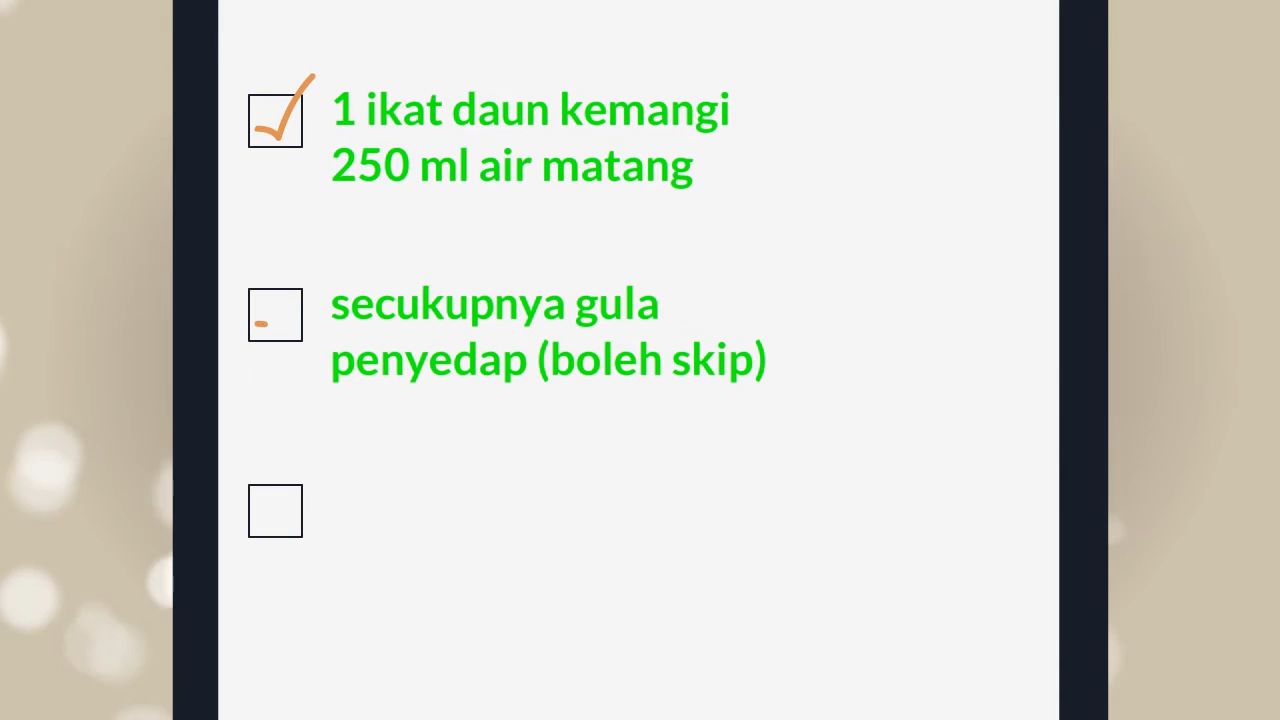 1 ikat daun kemangi
250 ml air matang
secukupnya gula
penyedap (boleh skip)